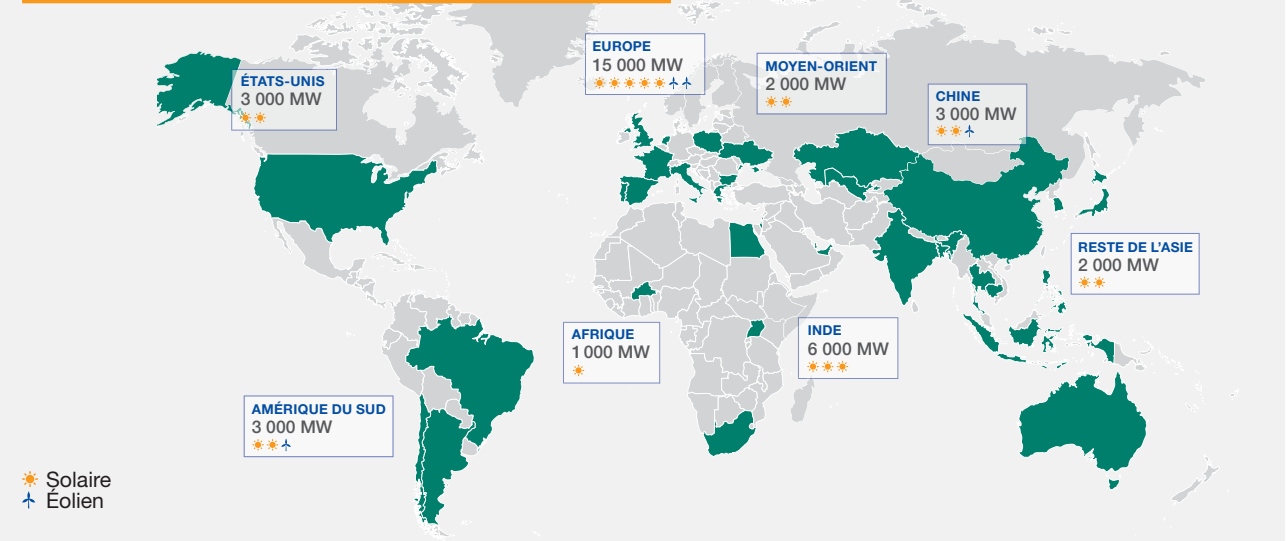 EUROPE
15 000 MW
MOYEN-ORIENT
2 000 MW
ÉTATS-UNIS
3 000 MW
CHINE
3 000 MW
RESTE DE L'ASIE
2 000 MW
AFRIQUE
1 000 MW
INDE
6 000 MW
AMÉRIQUE DU SUD
3 000 MW
Solaire
Éolien